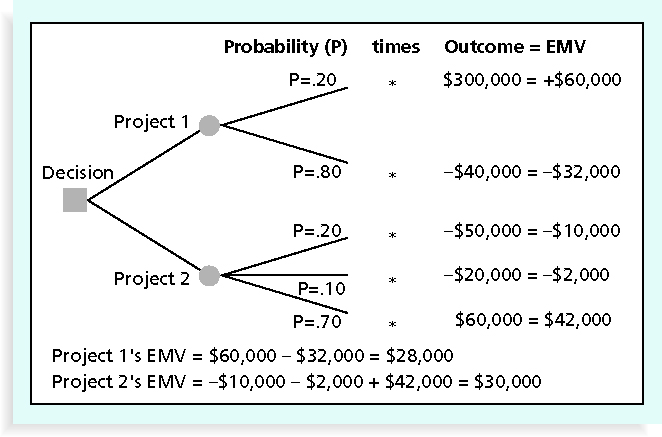 Probability (P) times Outcome = EMV
P=.20 * $300,000 = +$60,000
Project 1
P=.80 * –$40,000 = –$32,000
Decision
P=.20 * –$50,000 = –$10,000
Project 2
P=.10 * –$20,000 = –$2,000
P=.70 * $60,000 = $42,000
Project 1's EMV = $60,000 – $32,000 = $28,000
Project 2's EMV = –$10,000 – $2,000 + $42,000 = $30,000